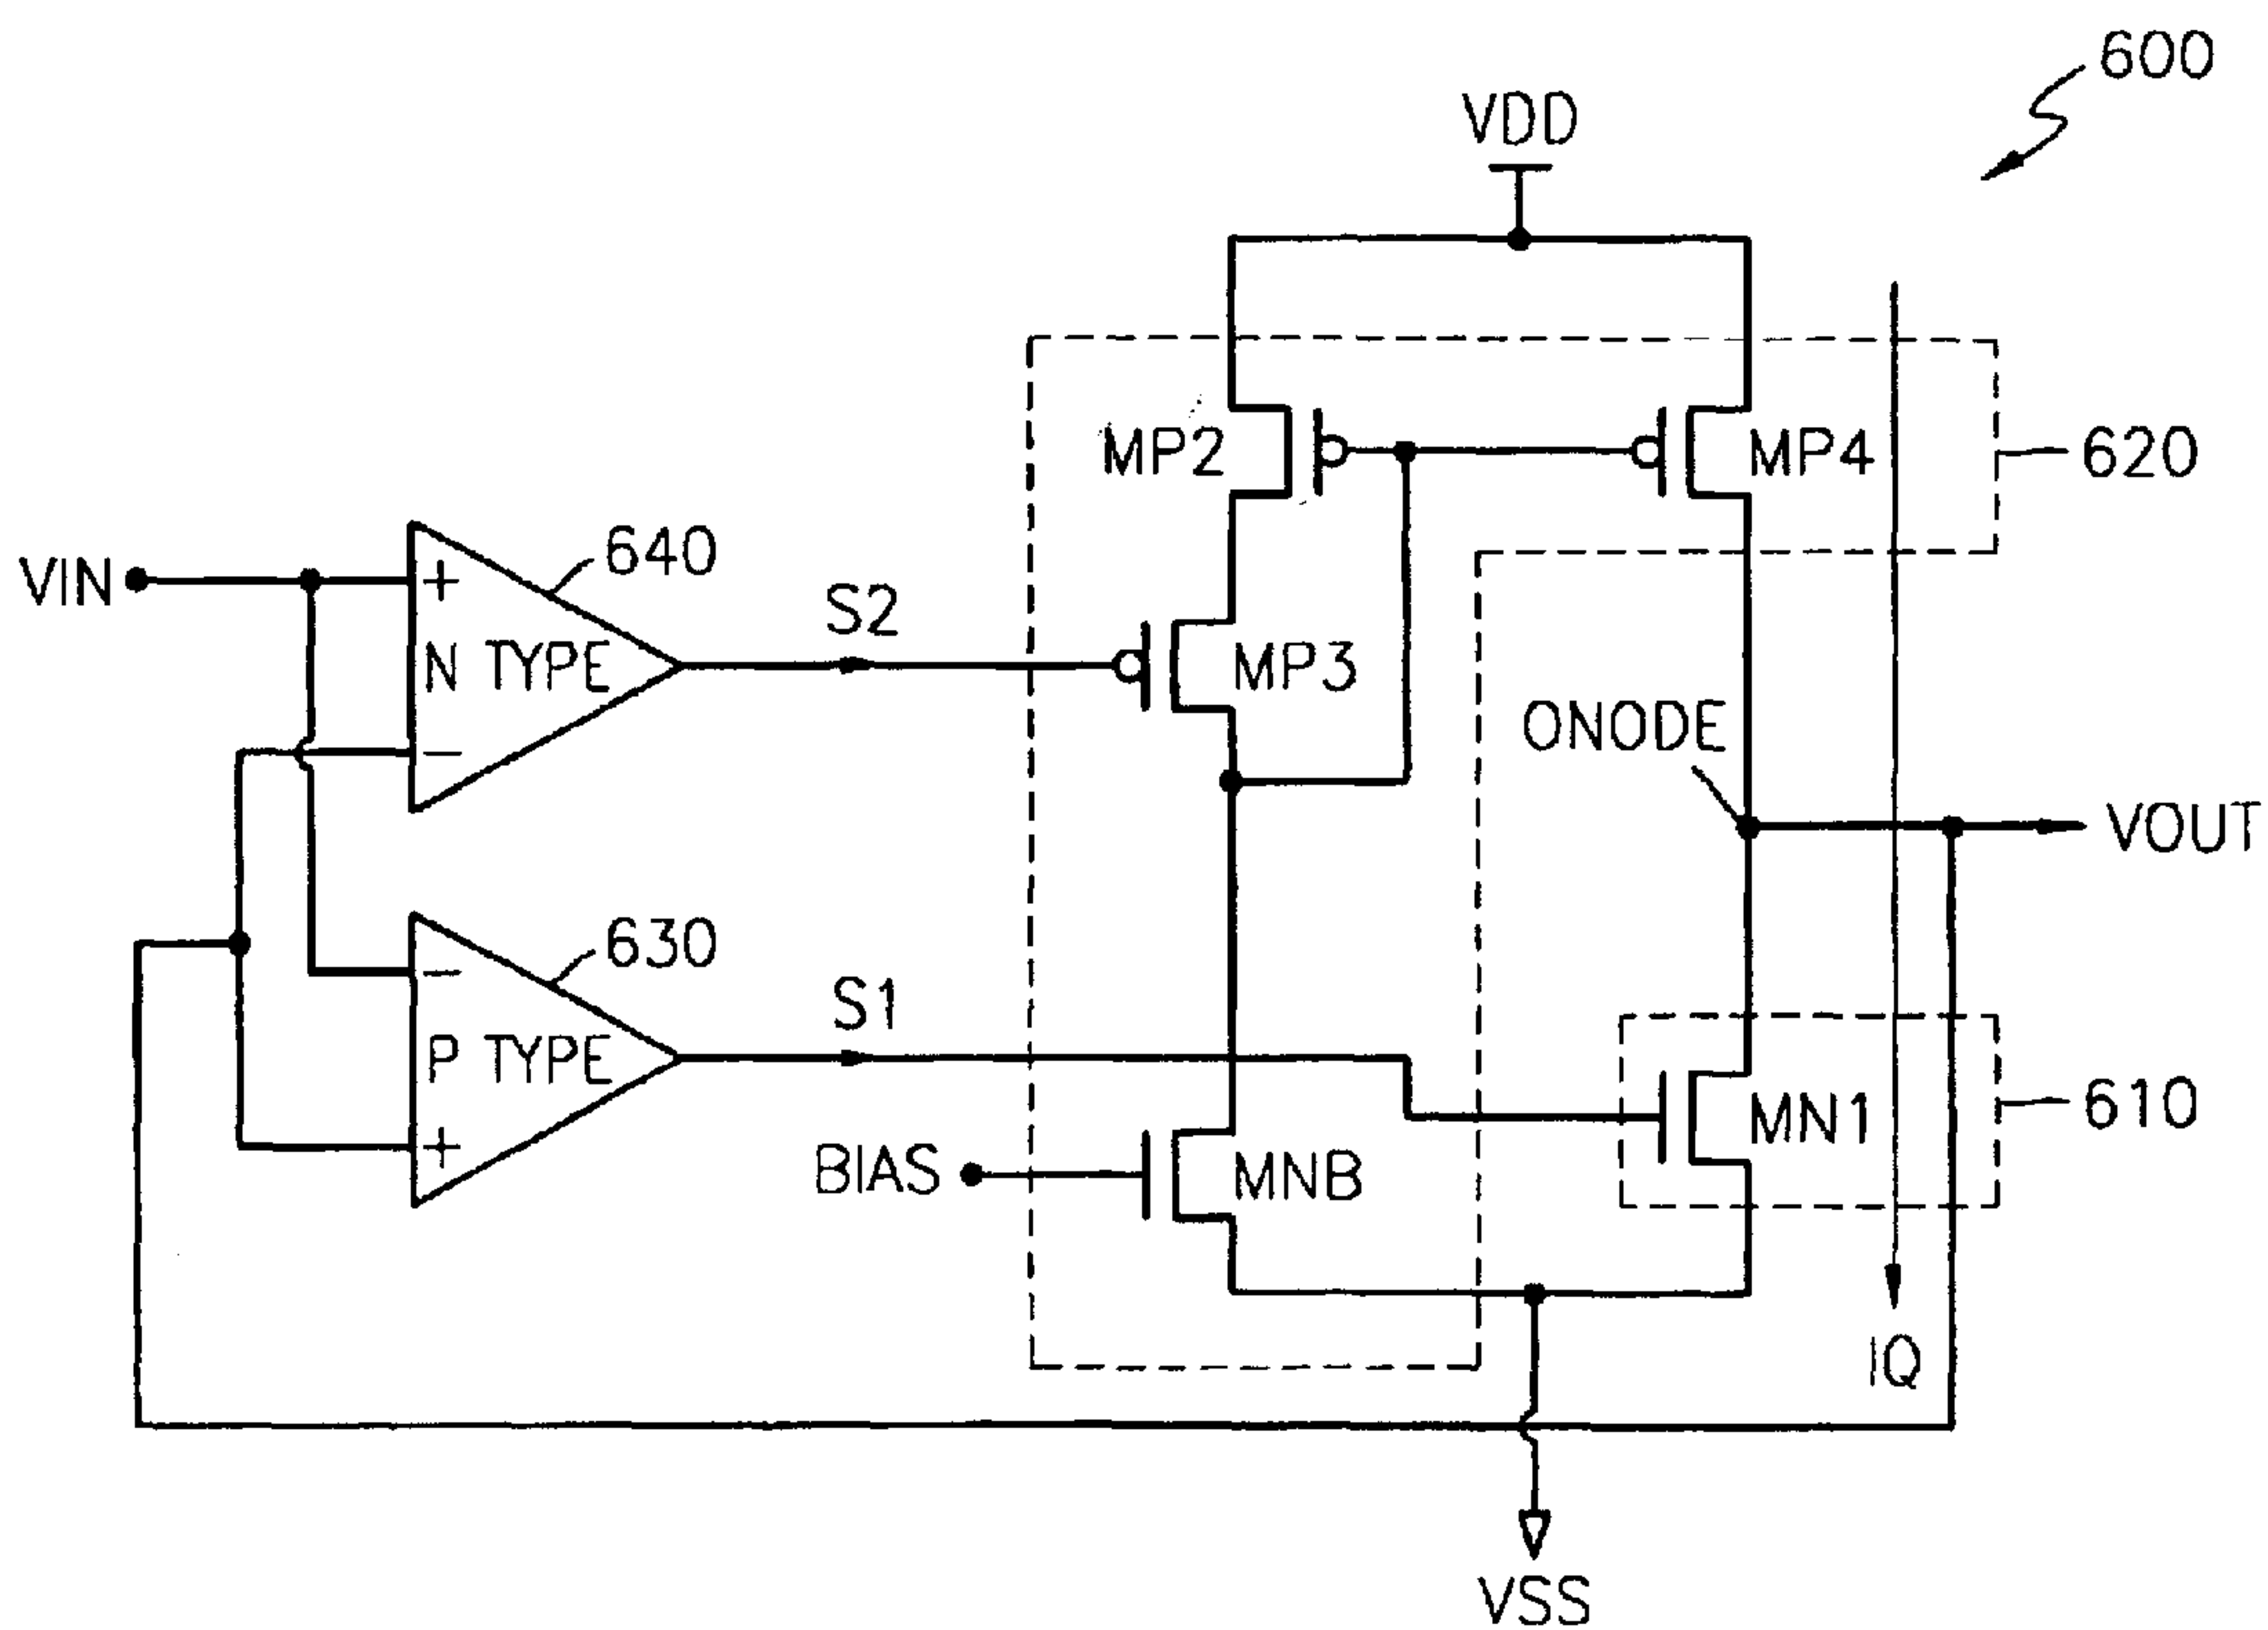 600
VDD
MP2
MP4
620
VIN
+
N TYPE
−
640
S2
MP3
ONODE
VOUT
−
P TYPE
+
630
S1
BIAS
MNB
MN1
610
IQ
VSS